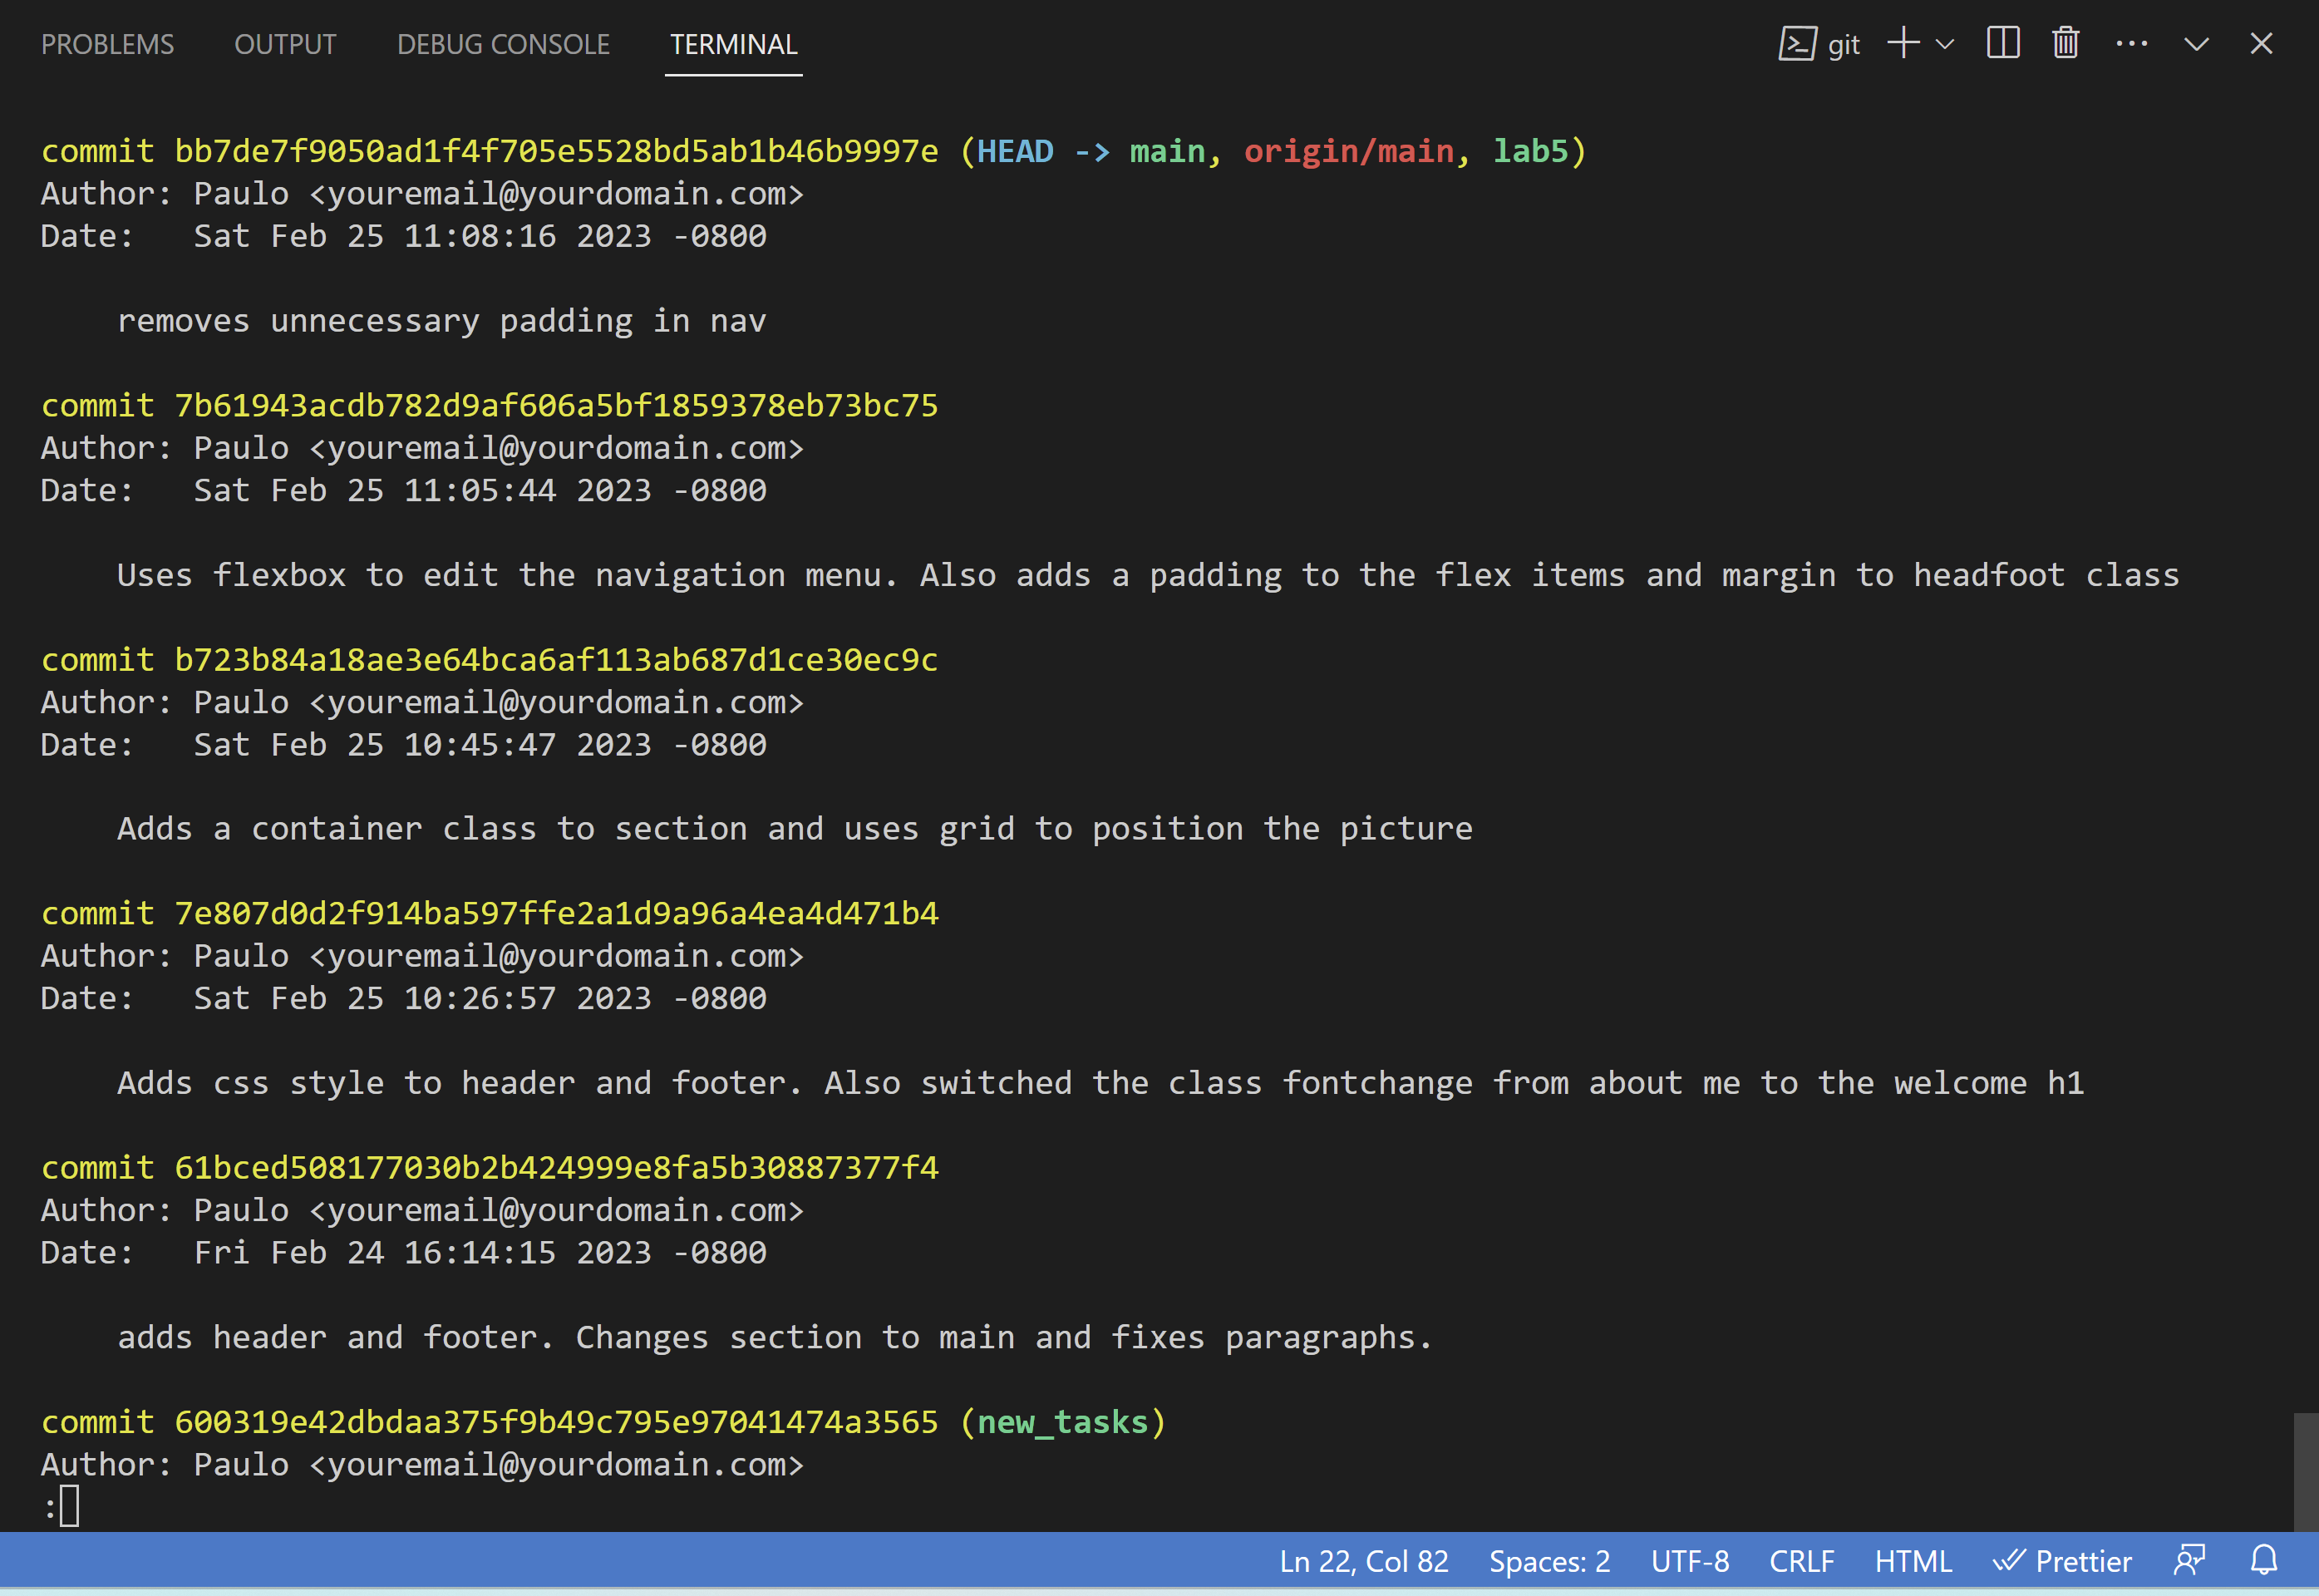 PROBLEMS OUTPUT DEBUG CONSOLE TERMINAL git
commit bb7de7f9050ad1f4f705e5528bd5ab1b46b9997e (HEAD -> main, origin/main, lab5)
Author: Paulo <youremail@yourdomain.com>
Date:   Sat Feb 25 11:08:16 2023 -0800
    removes unnecessary padding in nav
commit 7b61943acdb782d9af606a5bf1859378eb73bc75
Author: Paulo <youremail@yourdomain.com>
Date:   Sat Feb 25 11:05:44 2023 -0800
    Uses flexbox to edit the navigation menu. Also adds a padding to the flex items and margin to headfoot class
commit b723b84a18ae3e64bca6af113ab687d1ce30ec9c
Author: Paulo <youremail@yourdomain.com>
Date:   Sat Feb 25 10:45:47 2023 -0800
    Adds a container class to section and uses grid to position the picture
commit 7e807d0d2f914ba597ffe2a1d9a96a4ea4d471b4
Author: Paulo <youremail@yourdomain.com>
Date:   Sat Feb 25 10:26:57 2023 -0800
    Adds css style to header and footer. Also switched the class fontchange from about me to the welcome h1
commit 61bced508177030b2b424999e8fa5b30887377f4
Author: Paulo <youremail@yourdomain.com>
Date:   Fri Feb 24 16:14:15 2023 -0800
    adds header and footer. Changes section to main and fixes paragraphs.
commit 600319e42dbdaa375f9b49c795e97041474a3565 (new_tasks)
Author: Paulo <youremail@yourdomain.com>
:
Ln 22, Col 82 Spaces: 2 UTF-8 CRLF HTML Prettier